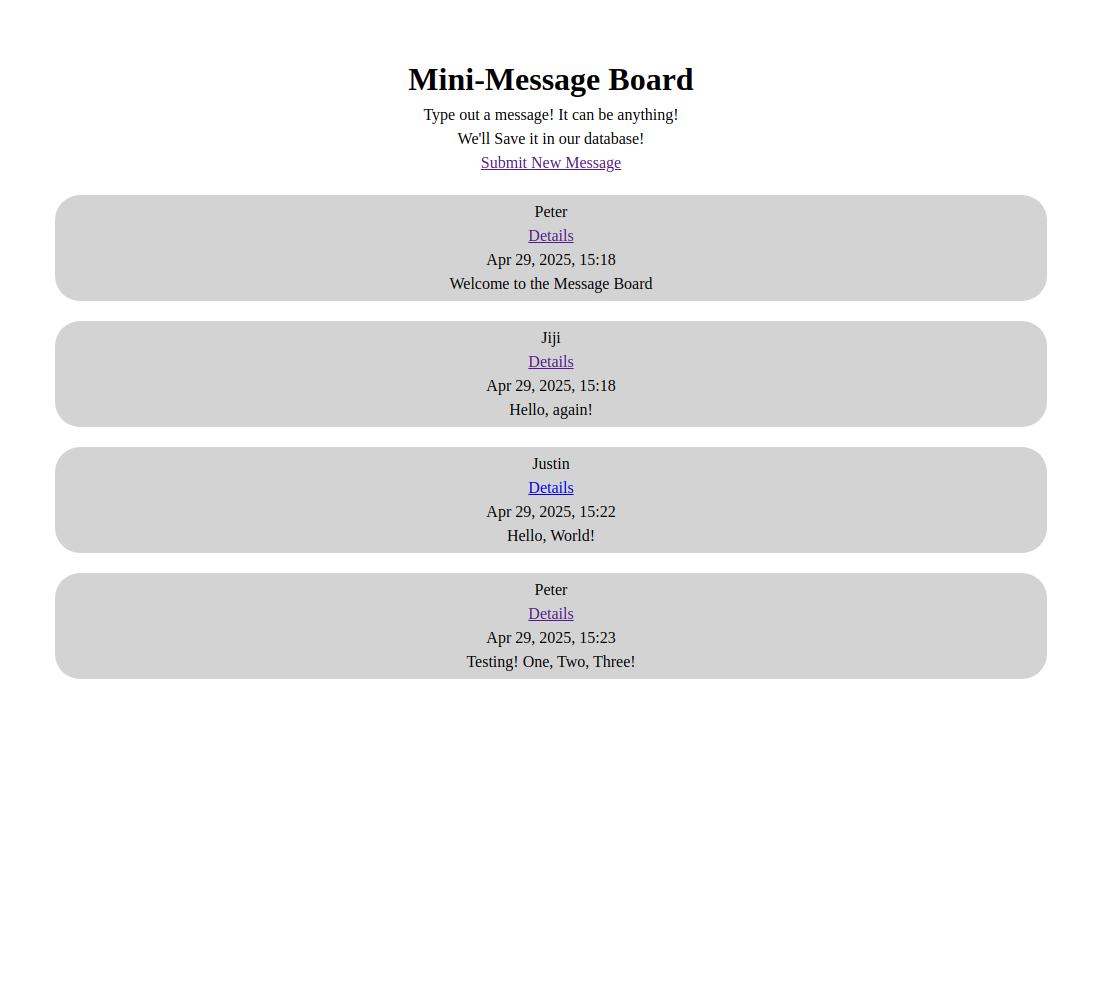 Mini-Message Board
Type out a message! It can be anything!
We'll Save it in our database!
Submit New Message
Peter
Details
Apr 29, 2025, 15:18
Welcome to the Message Board
Jiji
Details
Apr 29, 2025, 15:18
Hello, again!
Justin
Details
Apr 29, 2025, 15:22
Hello, World!
Peter
Details
Apr 29, 2025, 15:23
Testing! One, Two, Three!